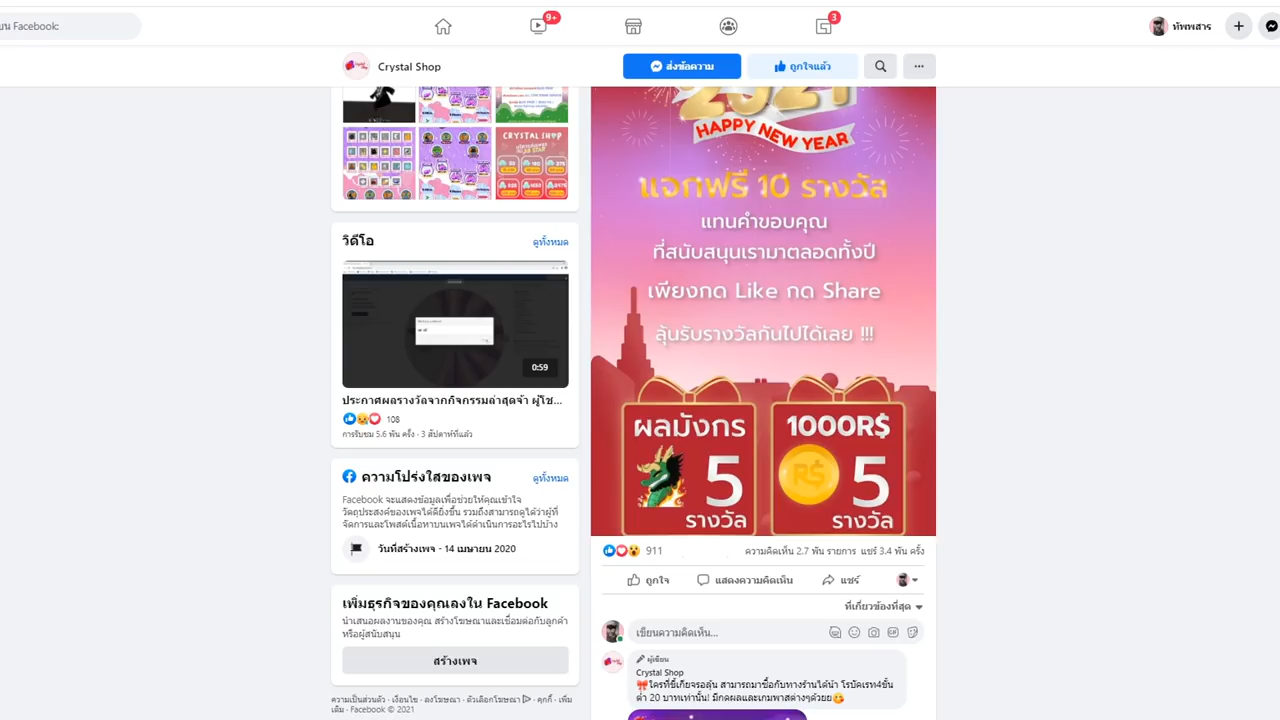 ยน Facebook:
9+
3
ทัพพสาร
Crystal Shop
ส่งข้อความ
ถูกใจแล้ว
2021
HAPPY NEW YEAR
CRYSTAL SHOP
แจกฟรี 10 รางวัล
แทนคำขอบคุณ
ที่สนับสนุนเรามาตลอดทั้งปี
เพียงกด Like กด Share
ลุ้นรับรางวัลกันไปได้เลย !!!
ผลมังกร
5
รางวัล
1000R$
R$
5
รางวัล
วิดีโอ
ดูทั้งหมด
0:59
ประกาศผลรางวัลจากกิจกรรมล่าสุดจ้า ผู้โช...
108
การรับชม 5.6 พัน ครั้ง · 3 สัปดาห์ที่แล้ว
ความโปร่งใสของเพจ
ดูทั้งหมด
Facebook จะแสดงข้อมูลเพื่อช่วยให้คุณเข้าใจ
วัตถุประสงค์ของเพจได้ดียิ่งขึ้น รวมถึงสามารถดูได้ว่าผู้ที่
จัดการและโพสต์เนื้อหาบนเพจได้ดำเนินการอะไรไปบ้าง
วันที่สร้างเพจ - 14 เมษายน 2020
เพิ่มธุรกิจของคุณลงใน Facebook
นำเสนอผลงานของคุณ สร้างโฆษณาและเชื่อมต่อกับลูกค้า
หรือผู้สนับสนุน
สร้างเพจ
ความเป็นส่วนตัว · เงื่อนไข · ลงโฆษณา · ตัวเลือกโฆษณา · คุกกี้ · เพิ่ม
เติม · Facebook © 2021
911
ความคิดเห็น 2.7 พัน รายการ แชร์ 3.4 พัน ครั้ง
ถูกใจ
แสดงความคิดเห็น
แชร์
ที่เกี่ยวข้องที่สุด
เขียนความคิดเห็น...
GIF
ผู้เขียน
Crystal Shop
ใครที่ขี้เกียจรอลุ้น สามารถมาซื้อกับทางร้านได้น้า โรบัคเรท4ขั้น
ต่ำ 20 บาทเท่านั้น! มีกดผลและเกมพาสต่างๆด้วยย